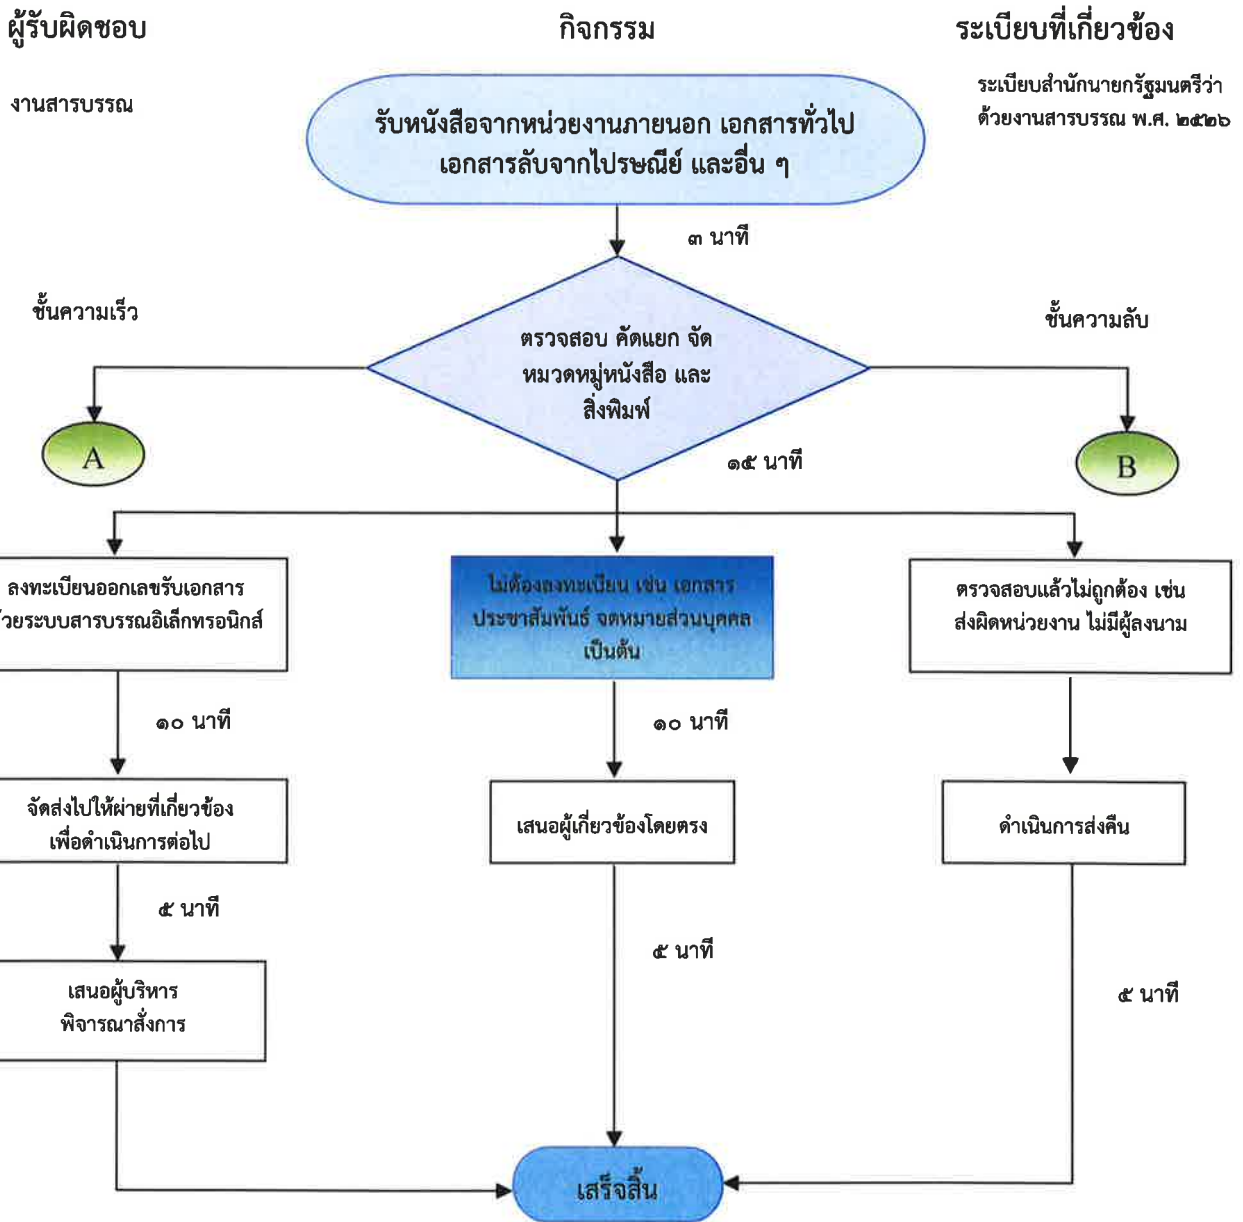 ผู้รับผิดชอบ
กิจกรรม
ระเบียบที่เกี่ยวข้อง
งานสารบรรณ
ระเบียบสำนักนายกรัฐมนตรีว่า
ด้วยงานสารบรรณ พ.ศ. ๒๕๒๖
รับหนังสือจากหน่วยงานภายนอก เอกสารทั่วไป
เอกสารลับจากไปรษณีย์ และอื่น ๆ
๓ นาที
ชั้นความเร็ว
ชั้นความลับ
ตรวจสอบ คัดแยก จัด
หมวดหมู่หนังสือ และ
สิ่งพิมพ์
A
B
๑๕ นาที
ลงทะเบียนออกเลขรับเอกสาร
ด้วยระบบสารบรรณอิเล็กทรอนิกส์
ไม่ต้องลงทะเบียน เช่น เอกสาร
ประชาสัมพันธ์ จดหมายส่วนบุคคล
เป็นต้น
ตรวจสอบแล้วไม่ถูกต้อง เช่น
ส่งผิดหน่วยงาน ไม่มีผู้ลงนาม
๑๐ นาที
๑๐ นาที
จัดส่งไปให้ฝ่ายที่เกี่ยวข้อง
เพื่อดำเนินการต่อไป
เสนอผู้เกี่ยวข้องโดยตรง
ดำเนินการส่งคืน
๕ นาที
๕ นาที
๕ นาที
เสนอผู้บริหาร
พิจารณาสั่งการ
เสร็จสิ้น